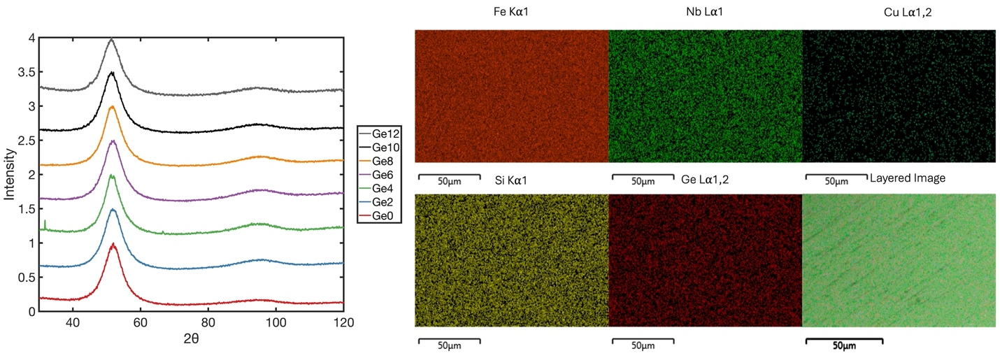 Fe Kα1
Nb Lα1
Cu Lα1,2
4
3.5
3
2.5
2
1.5
1
0.5
0
Intensity
40
60
80
100
120
2θ
Ge12
Ge10
Ge8
Ge6
Ge4
Ge2
Ge0
50μm
50μm
50μm
Si Kα1
Ge Lα1,2
Layered Image
50μm
50μm
50μm